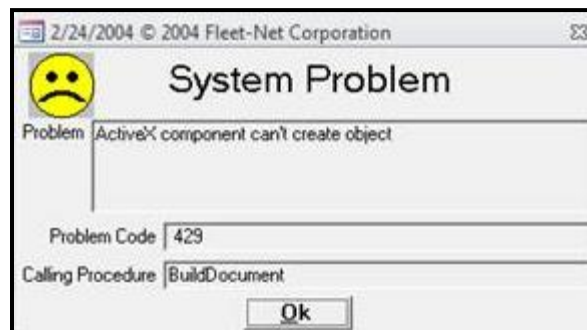 2/24/2004 © 2004 Fleet-Net Corporation
System Problem
Problem ActiveX component can't create object
Problem Code 429
Calling Procedure BuildDocument
Ok